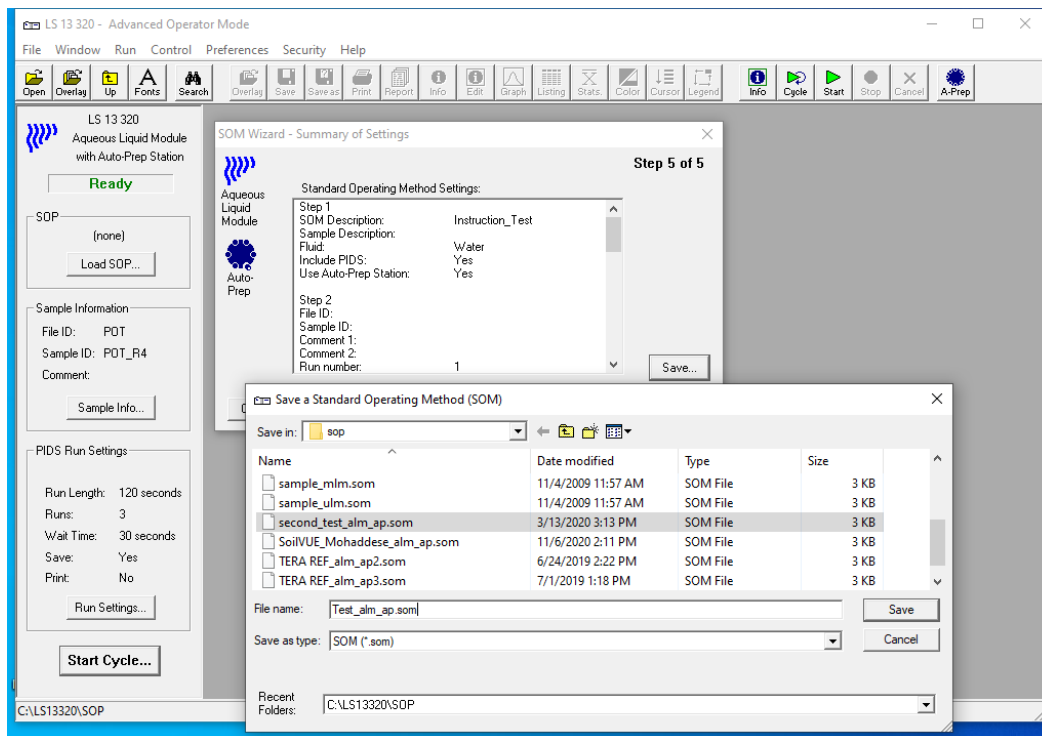 LS 13 320 - Advanced Operator Mode
File Window Run Control Preferences Security Help
Open Overlay Up Fonts Search Overlay Save Save as Print Report Info Edit Graph Listing Stats. Color Cursor Legend Info Cycle Start Stop Cancel A-Prep
LS 13 320
Aqueous Liquid Module
with Auto-Prep Station
Ready
SOP
(none)
Load SOP...
Sample Information
File ID: POT
Sample ID: POT_R4
Comment:
Sample Info...
PIDS Run Settings
Run Length: 120 seconds
Runs: 3
Wait Time: 30 seconds
Save: Yes
Print: No
Run Settings...
Start Cycle...
C:\LS13320\SOP
SOM Wizard - Summary of Settings
Step 5 of 5
Aqueous
Liquid
Module
Auto-
Prep
Standard Operating Method Settings:
Step 1
SOM Description: Instruction_Test
Sample Description:
Fluid: Water
Include PIDS: Yes
Use Auto-Prep Station: Yes
Step 2
File ID:
Sample ID:
Comment 1:
Comment 2:
Run number: 1
Save...
Save a Standard Operating Method (SOM)
Save in: sop
Name Date modified Type Size
sample_mlm.som 11/4/2009 11:57 AM SOM File 3 KB
sample_ulm.som 11/4/2009 11:57 AM SOM File 3 KB
second_test_alm_ap.som 3/13/2020 3:13 PM SOM File 3 KB
SoilVUE_Mohaddese_alm_ap.som 11/6/2020 2:11 PM SOM File 3 KB
TERA REF_alm_ap2.som 6/24/2019 2:22 PM SOM File 3 KB
TERA REF_alm_ap3.som 7/1/2019 1:18 PM SOM File 3 KB
File name: Test_alm_ap.som Save
Save as type: SOM (*.som) Cancel
Recent
Folders: C:\LS13320\SOP